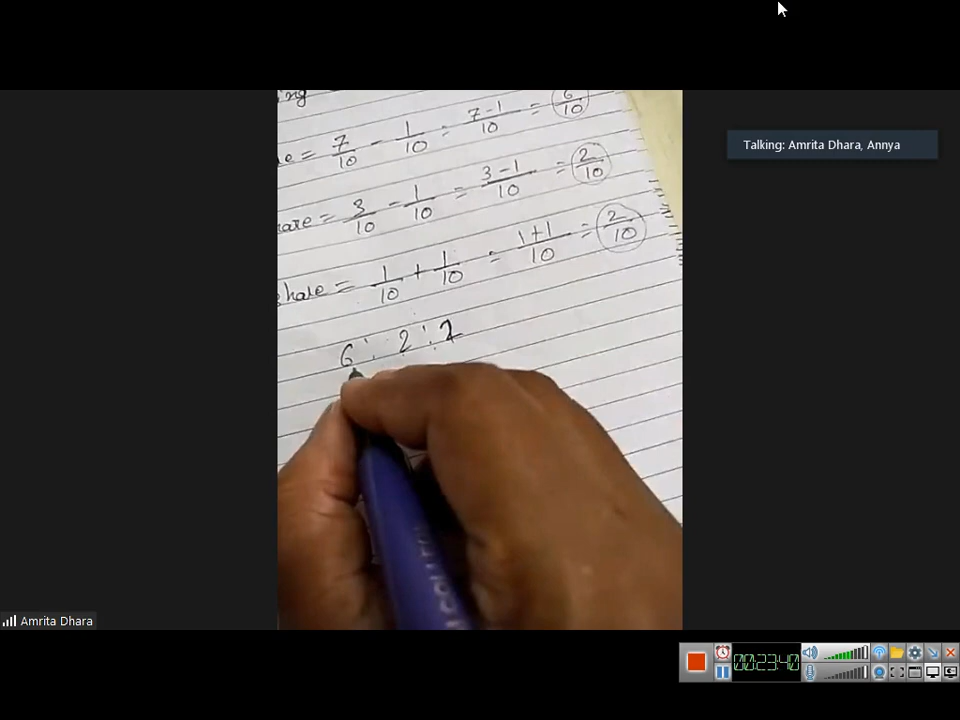 ing
e = 7/10 - 1/10 = 7-1/10 = 6/10
hare = 3/10 - 1/10 = 3-1/10 = 2/10
share = 1/10 + 1/10 = 1+1/10 = 2/10
6 : 2 : 2
Talking: Amrita Dhara, Annya
Amrita Dhara
00:23:40